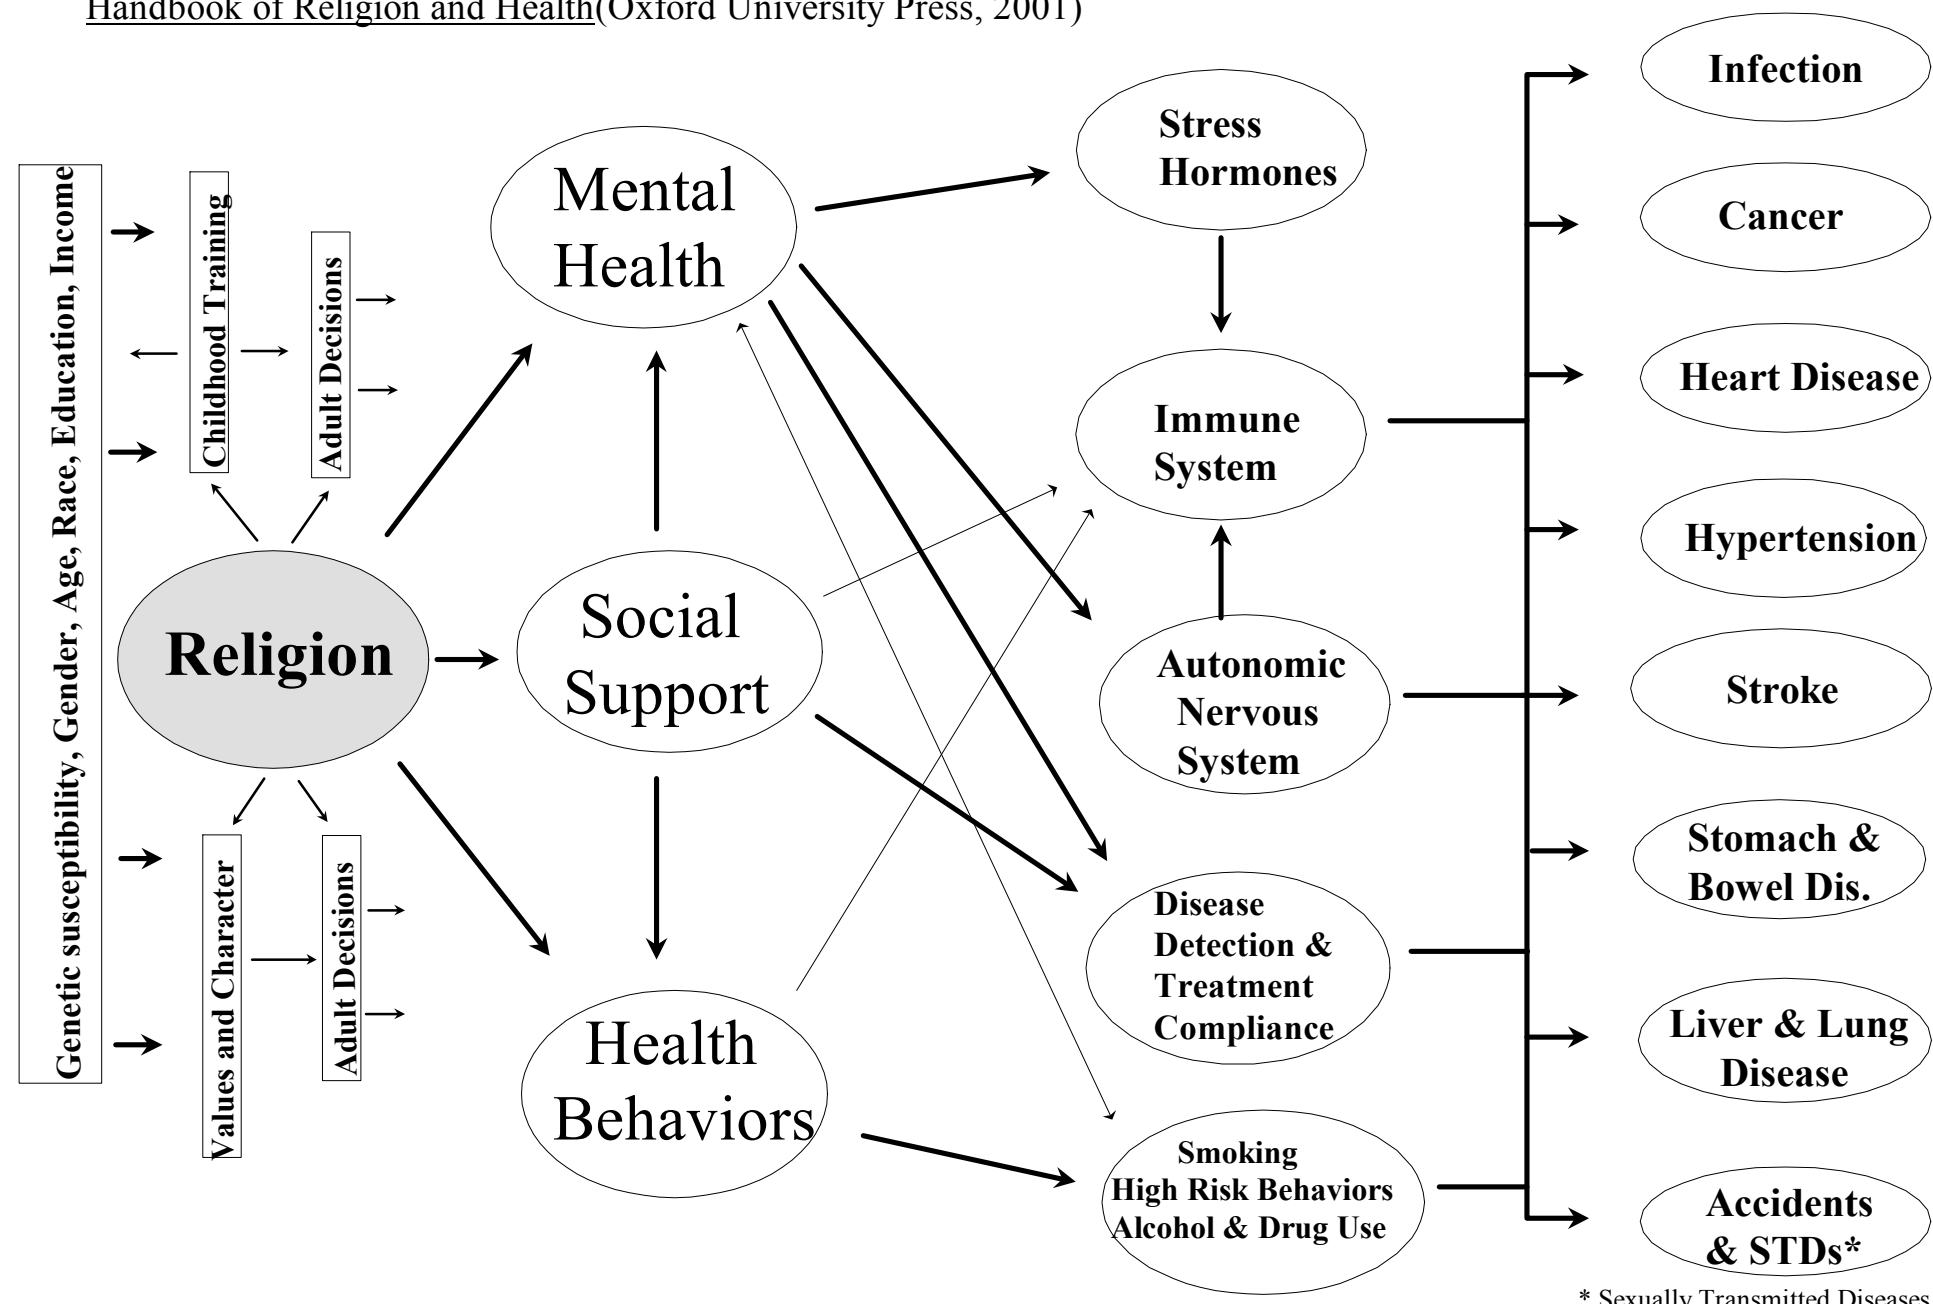 Handbook of Religion and Health(Oxford University Press, 2001)
Genetic susceptibility, Gender, Age, Race, Education, Income
Childhood Training
Adult Decisions
Religion
Values and Character
Adult Decisions
Mental
Health
Social
Support
Health
Behaviors
Stress
Hormones
Immune
System
Autonomic
Nervous
System
Disease
Detection &
Treatment
Compliance
Smoking
High Risk Behaviors
Alcohol & Drug Use
Infection
Cancer
Heart Disease
Hypertension
Stroke
Stomach &
Bowel Dis.
Liver & Lung
Disease
Accidents
& STDs*
* Sexually Transmitted Diseases